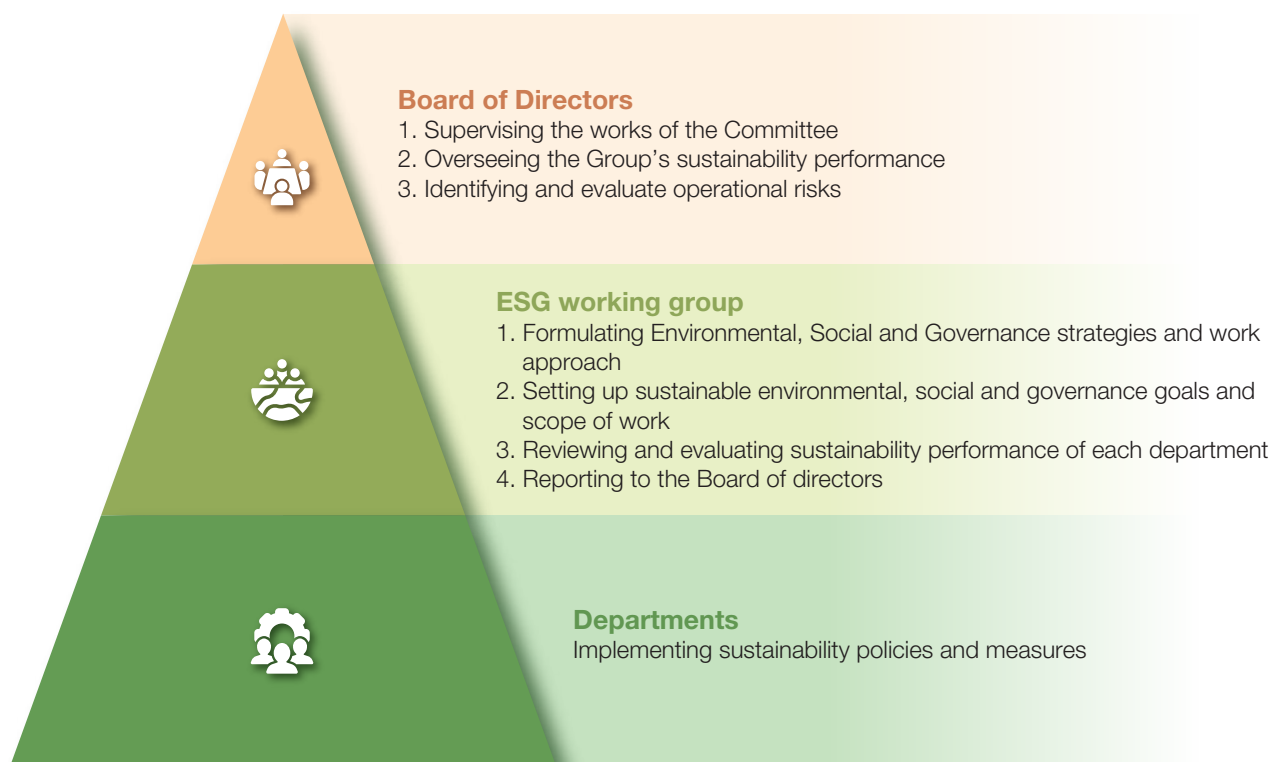 Board of Directors
1. Supervising the works of the Committee
2. Overseeing the Group’s sustainability performance
3. Identifying and evaluate operational risks
ESG working group
1. Formulating Environmental, Social and Governance strategies and work
approach
2. Setting up sustainable environmental, social and governance goals and
scope of work
3. Reviewing and evaluating sustainability performance of each department
4. Reporting to the Board of directors
Departments
Implementing sustainability policies and measures